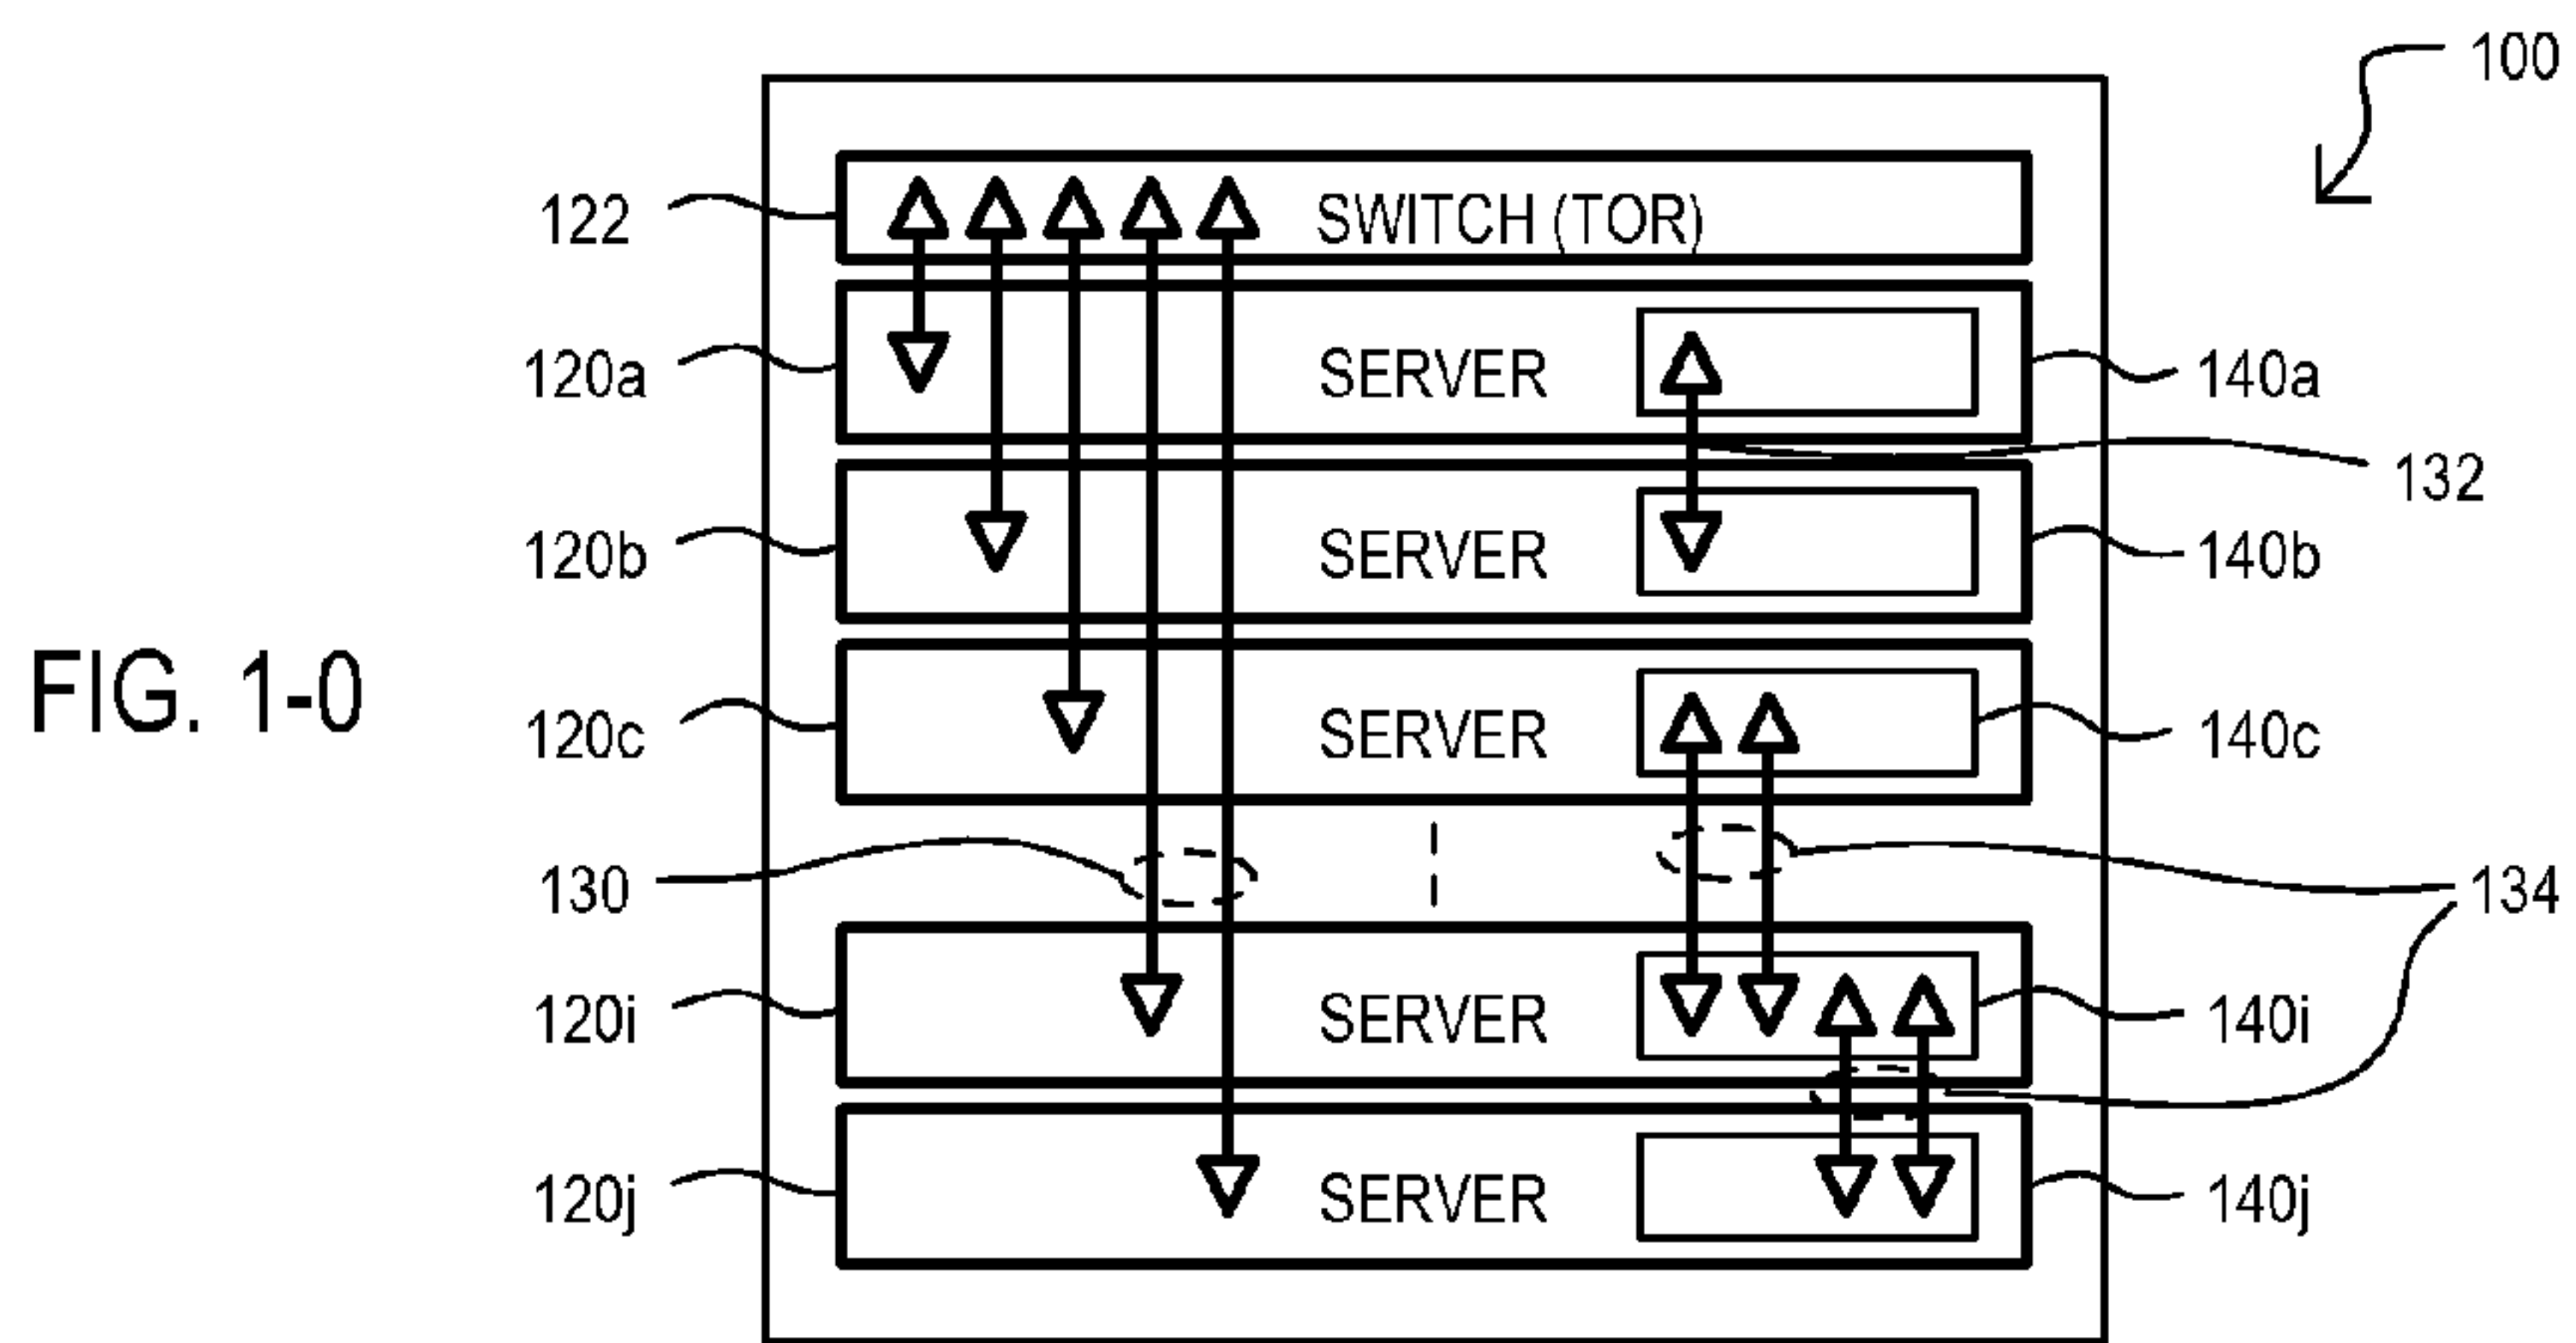 100
122 SWITCH (TOR)
120a SERVER 140a
132
120b SERVER 140b
FIG. 1-0
120c SERVER 140c
130 134
120i SERVER 140i
120j SERVER 140j